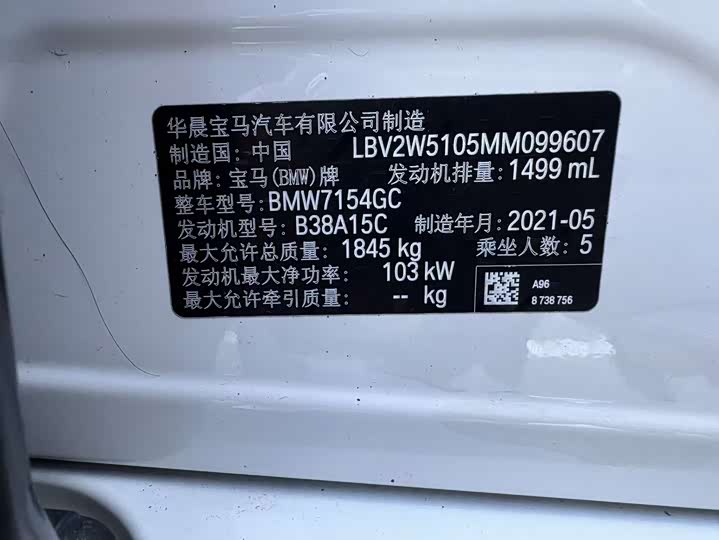 华晨宝马汽车有限公司制造
制造国: 中国 LBV2W5105MM099607
品牌: 宝马(BMW)牌 发动机排量: 1499 mL
整车型号: BMW7154GC
发动机型号: B38A15C 制造年月: 2021-05
最大允许总质量: 1845 kg 乘坐人数: 5
发动机最大净功率: 103 kW
最大允许牵引质量: -- kg
A96
8 738 756